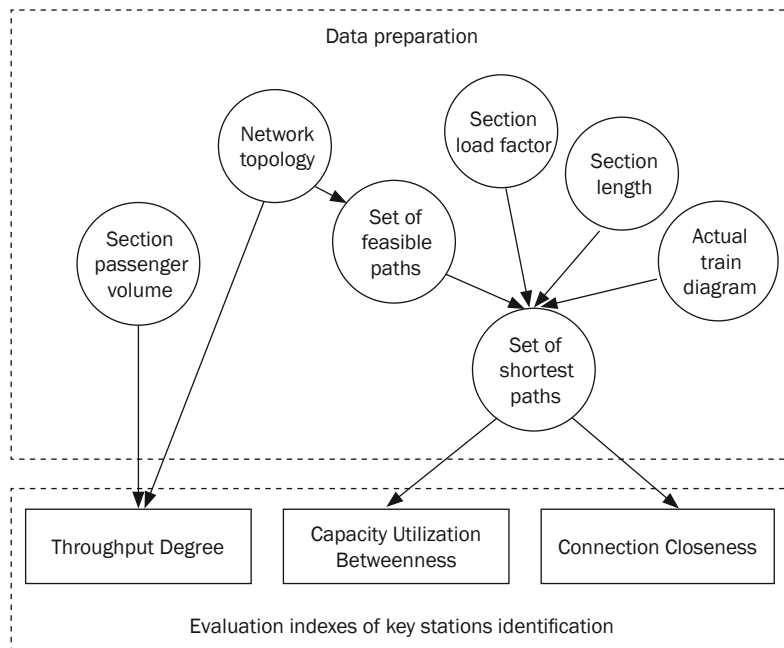 Data preparation
Network
topology
Section
load factor
Section
length
Set of
feasible
paths
Section
passenger
volume
Actual
train
diagram
Set of
shortest
paths
Throughput Degree
Capacity Utilization
Betweenness
Connection Closeness
Evaluation indexes of key stations identification